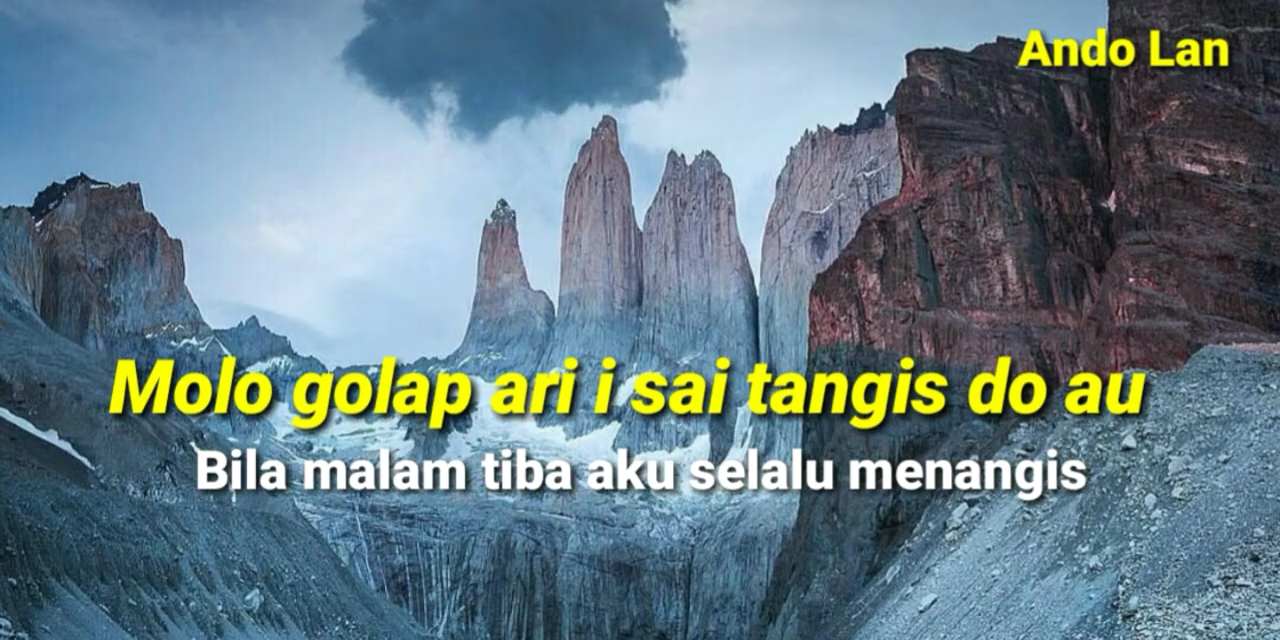 Ando Lan
Molo golap ari i sai tangis do au
Bila malam tiba aku selalu menangis